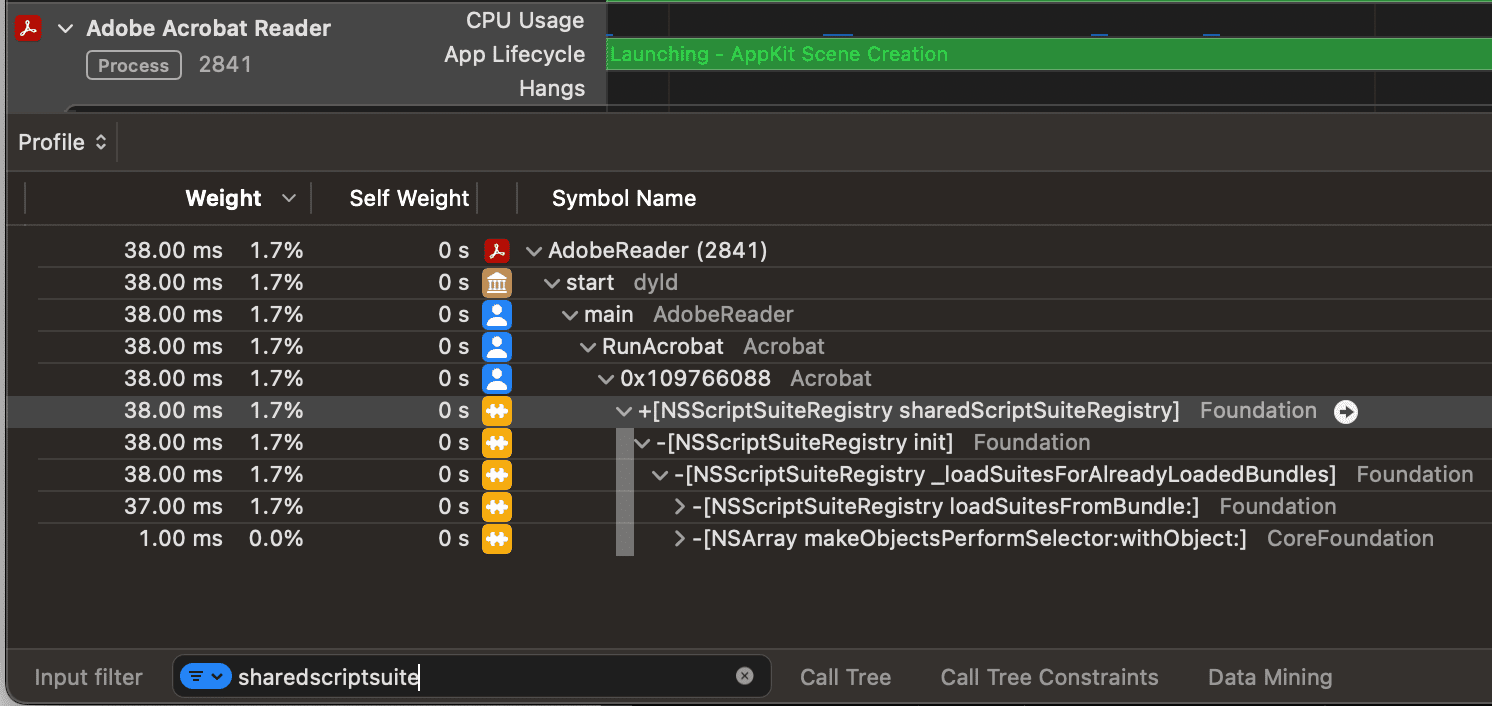 Adobe Acrobat Reader
Process 2841
CPU Usage
App Lifecycle
Hangs
Launching - AppKit Scene Creation
Profile
Weight Self Weight Symbol Name
38.00 ms 1.7% 0 s AdobeReader (2841)
38.00 ms 1.7% 0 s start dyld
38.00 ms 1.7% 0 s main AdobeReader
38.00 ms 1.7% 0 s RunAcrobat Acrobat
38.00 ms 1.7% 0 s 0x109766088 Acrobat
38.00 ms 1.7% 0 s +[NSScriptSuiteRegistry sharedScriptSuiteRegistry] Foundation
38.00 ms 1.7% 0 s -[NSScriptSuiteRegistry init] Foundation
38.00 ms 1.7% 0 s -[NSScriptSuiteRegistry _loadSuitesForAlreadyLoadedBundles] Foundation
37.00 ms 1.7% 0 s -[NSScriptSuiteRegistry loadSuitesFromBundle:] Foundation
1.00 ms 0.0% 0 s -[NSArray makeObjectsPerformSelector:withObject:] CoreFoundation
Input filter sharedscriptsuite Call Tree Call Tree Constraints Data Mining